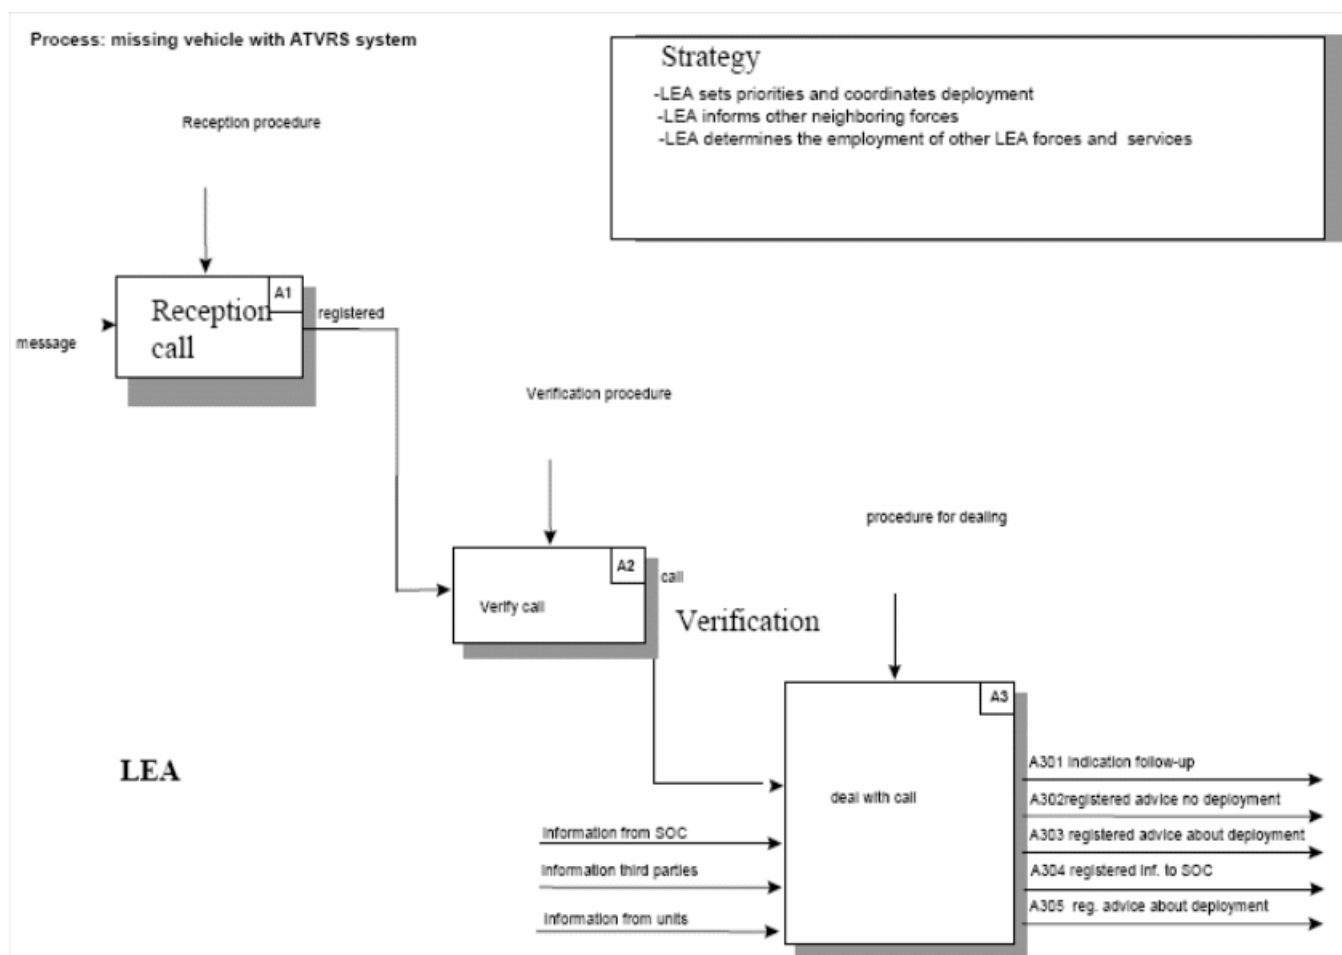 Process: missing vehicle with ATVRS system
Strategy
-LEA sets priorities and coordinates deployment
-LEA informs other neighboring forces
-LEA determines the employment of other LEA forces and services
Reception procedure
A1
Reception
call
registered
message
Verification procedure
A2
call
Verify call
Verification
procedure for dealing
A3
LEA
deal with call
Information from SOC
Information third parties
Information from units
A301 Indication follow-up
A302registered advice no deployment
A303 registered advice about deployment
A304 registered inf. to SOC
A305 reg. advice about deployment